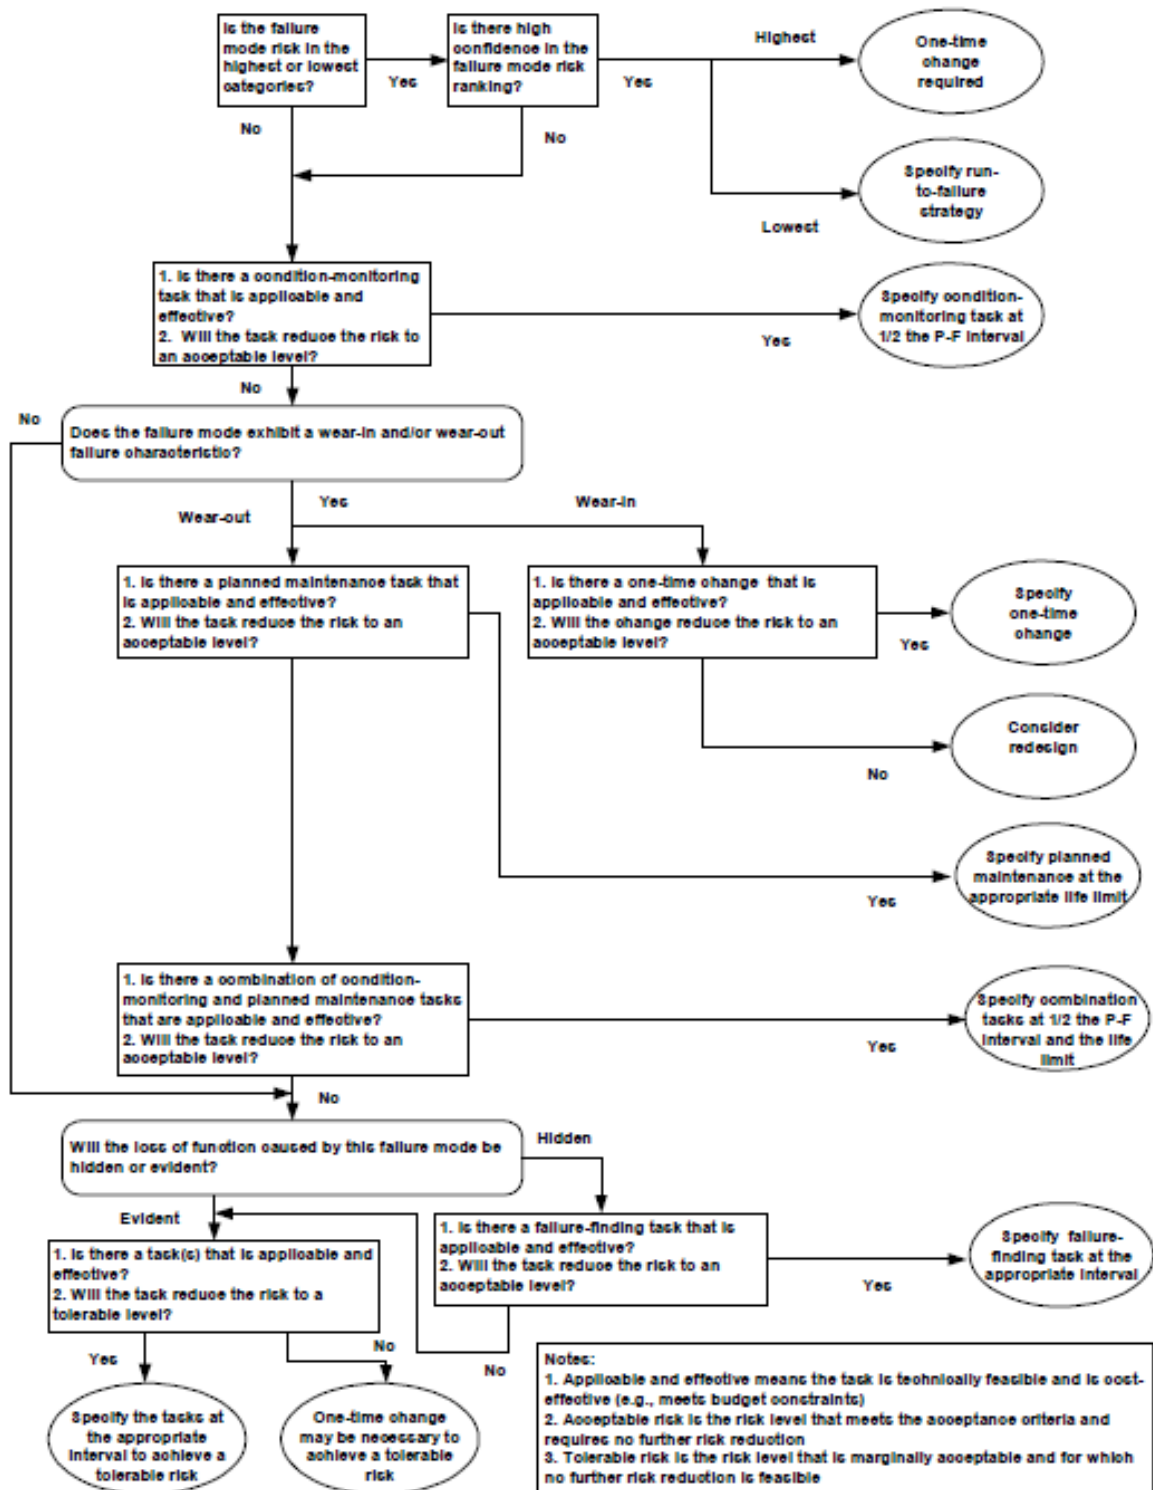 Is the failure
mode risk in the
highest or lowest
categories?
Yes
Is there high
confidence in the
failure mode risk
ranking?
Yes
Highest
One-time
change
required
No
No
Specify run-
to-failure
strategy
Lowest
1. Is there a condition-monitoring
task that is applicable and
effective?
2. Will the task reduce the risk to
an acceptable level?
Yes
Specify condition-
monitoring task at
1/2 the P-F interval
No
No
Does the failure mode exhibit a wear-in and/or wear-out
failure characteristic?
Yes
Wear-out
Wear-in
1. Is there a planned maintenance task that
is applicable and effective?
2. Will the task reduce the risk to an
acceptable level?
1. Is there a one-time change that is
applicable and effective?
2. Will the change reduce the risk to an
acceptable level?
Yes
Specify
one-time
change
Consider
redesign
No
Specify planned
maintenance at the
appropriate life limit
Yes
1. Is there a combination of condition-
monitoring and planned maintenance tasks
that are applicable and effective?
2. Will the task reduce the risk to an
acceptable level?
Yes
Specify combination
tasks at 1/2 the P-F
interval and the life
limit
No
Will the loss of function caused by this failure mode be
hidden or evident?
Hidden
Evident
1. Is there a failure-finding task that is
applicable and effective?
2. Will the task reduce the risk to an
acceptable level?
Yes
Specify failure-
finding task at the
appropriate interval
1. Is there a task(s) that is applicable and
effective?
2. Will the task reduce the risk to a
tolerable level?
Yes
No
No
Specify the tasks at
the appropriate
interval to achieve a
tolerable risk
One-time change
may be necessary to
achieve a tolerable
risk
Notes:
1. Applicable and effective means the task is technically feasible and is cost-
effective (e.g., meets budget constraints)
2. Acceptable risk is the risk level that meets the acceptance criteria and
requires no further risk reduction
3. Tolerable risk is the risk level that is marginally acceptable and for which
no further risk reduction is feasible